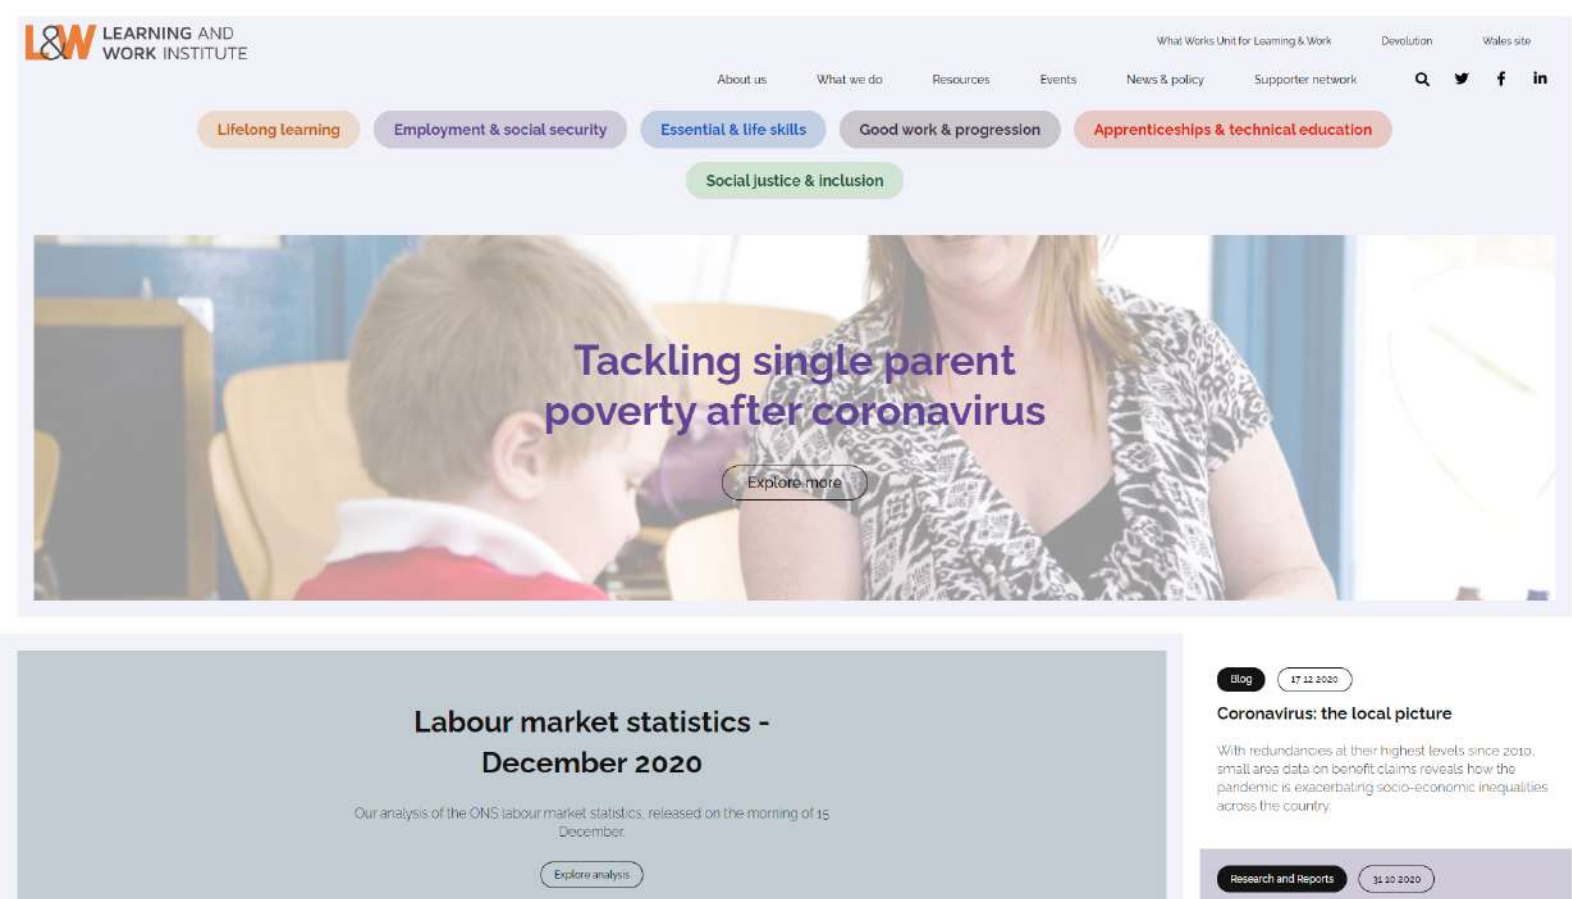 L&W LEARNING AND
WORK INSTITUTE
What Works Unit for Learning & Work Devolution Wales site
About us What we do Resources Events News & policy Supporter network
Lifelong learning Employment & social security Essential & life skills Good work & progression Apprenticeships & technical education
Social justice & inclusion
Tackling single parent
poverty after coronavirus
Explore more
Labour market statistics -
December 2020
Our analysis of the ONS labour market statistics, released on the morning of 15
December.
Explore analysis
Blog 17 12 2020
Coronavirus: the local picture
With redundancies at their highest levels since 2010,
small area data on benefit claims reveals how the
pandemic is exacerbating socio-economic inequalities
across the country.
Research and Reports 31 10 2020